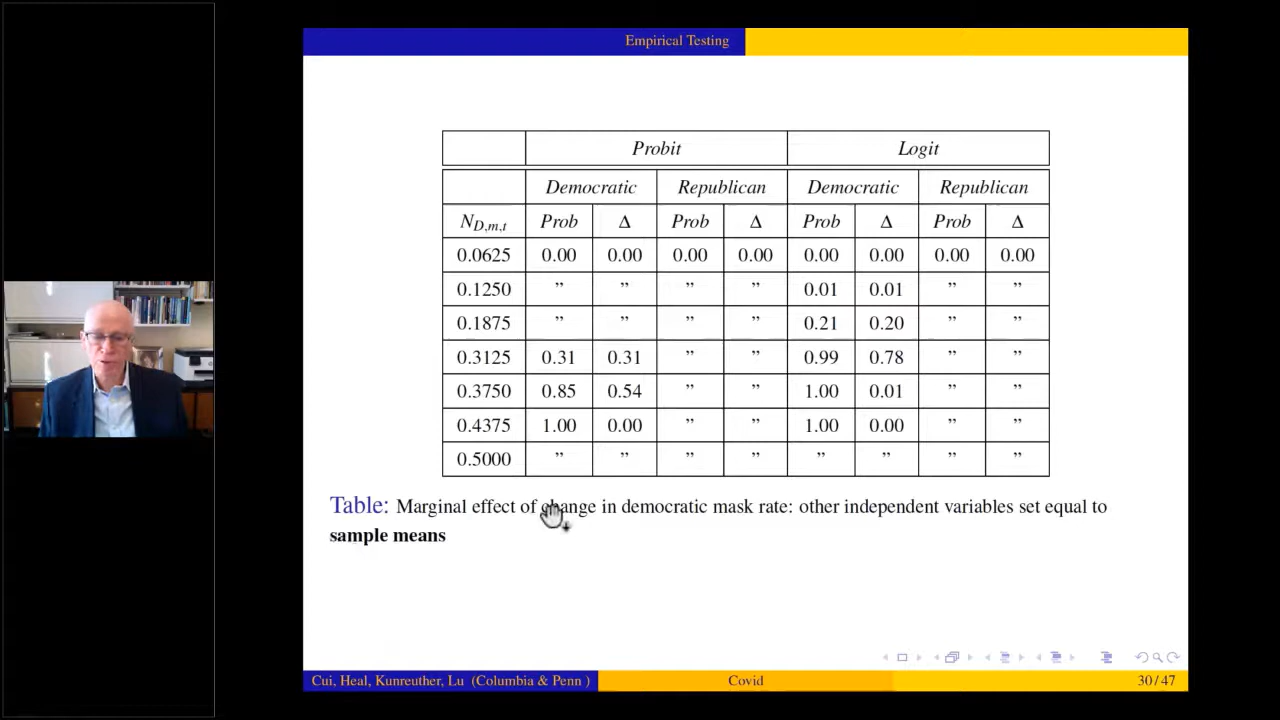 Empirical Testing
Probit Logit
Democratic Republican Democratic Republican
N_{D,m,t} Prob Δ Prob Δ Prob Δ Prob Δ
0.0625 0.00 0.00 0.00 0.00 0.00 0.00 0.00 0.00
0.1250 ” ” ” ” 0.01 0.01 ” ”
0.1875 ” ” ” ” 0.21 0.20 ” ”
0.3125 0.31 0.31 ” ” 0.99 0.78 ” ”
0.3750 0.85 0.54 ” ” 1.00 0.01 ” ”
0.4375 1.00 0.00 ” ” 1.00 0.00 ” ”
0.5000 ” ” ” ” ” ” ” ”
Table: Marginal effect of change in democratic mask rate: other independent variables set equal to
sample means
Cui, Heal, Kunreuther, Lu (Columbia & Penn ) Covid 30 / 47